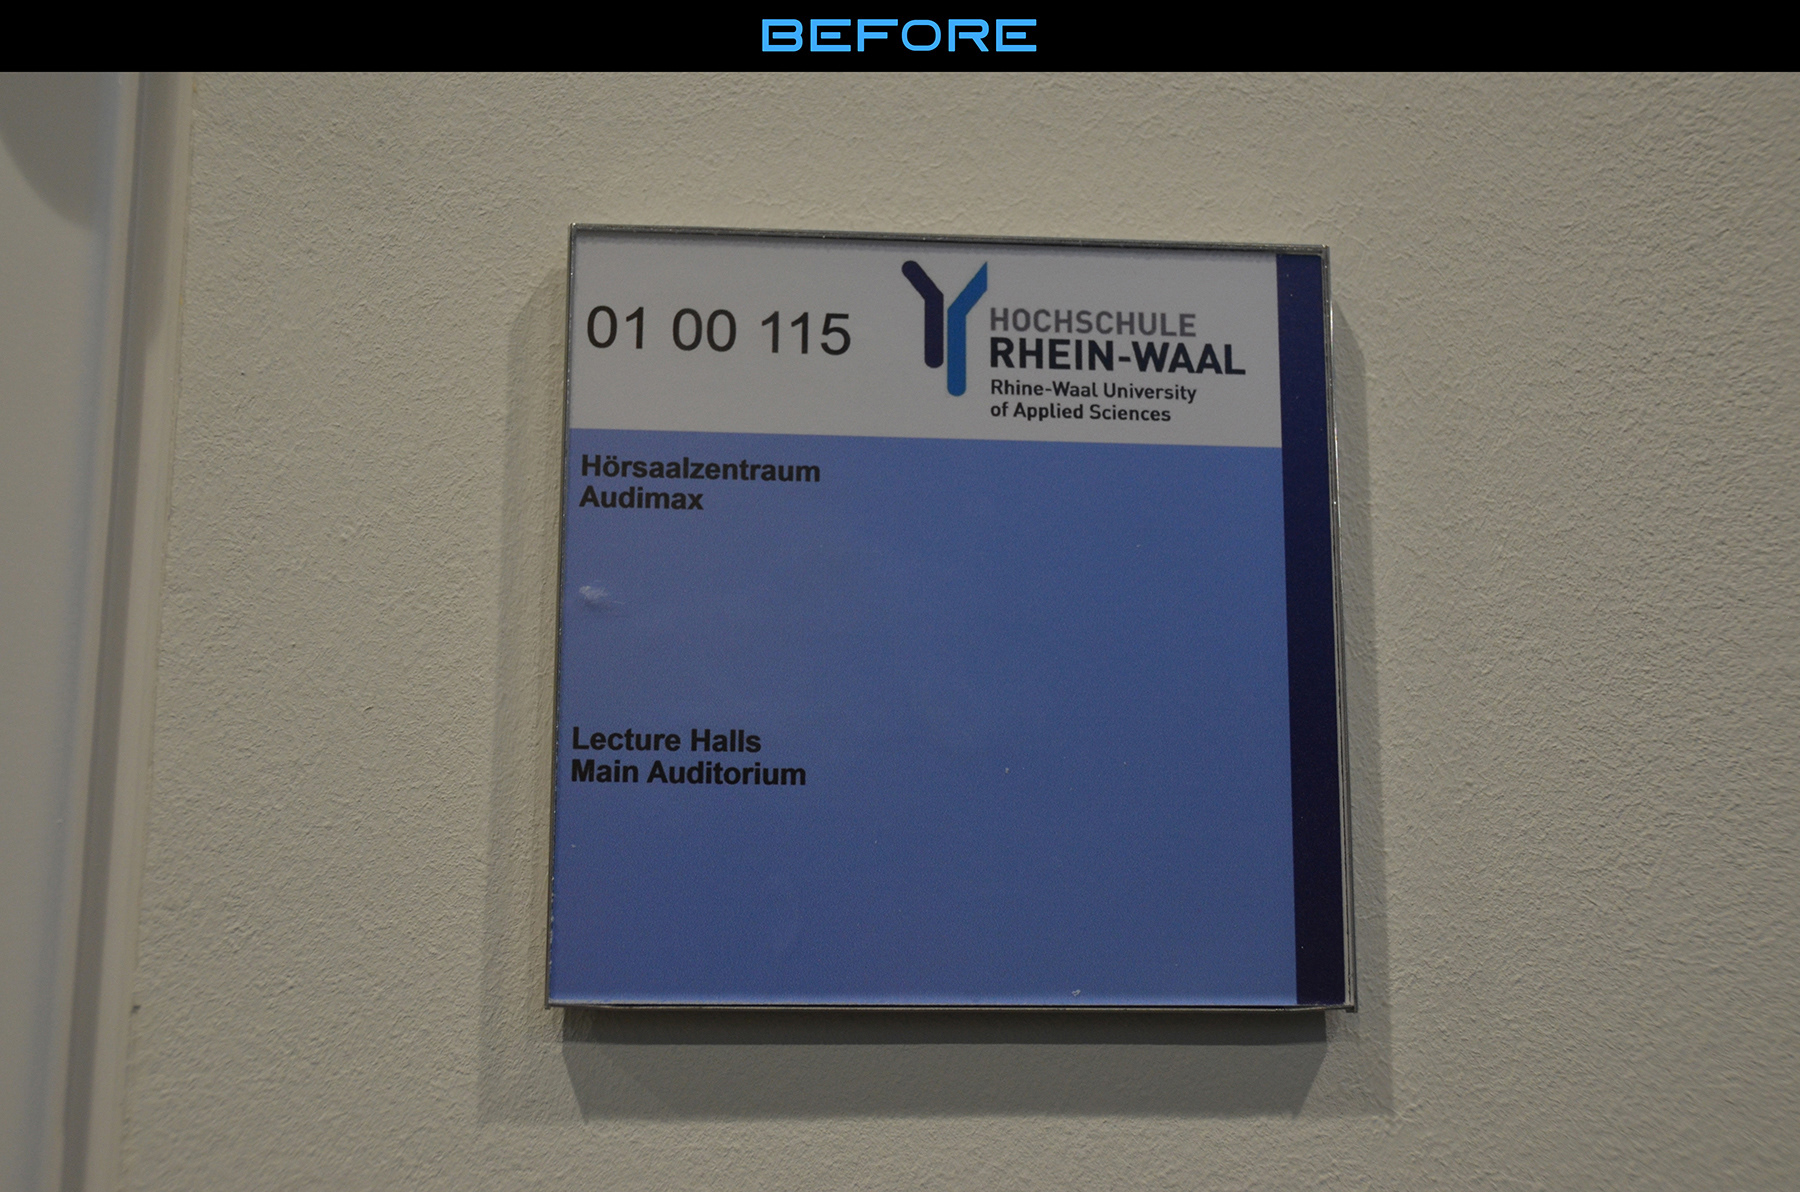 BEFORE
01 00 115
HOCHSCHULE
RHEIN-WAAL
Rhine-Waal University
of Applied Sciences
Hörsaalzentraum
Audimax
Lecture Halls
Main Auditorium